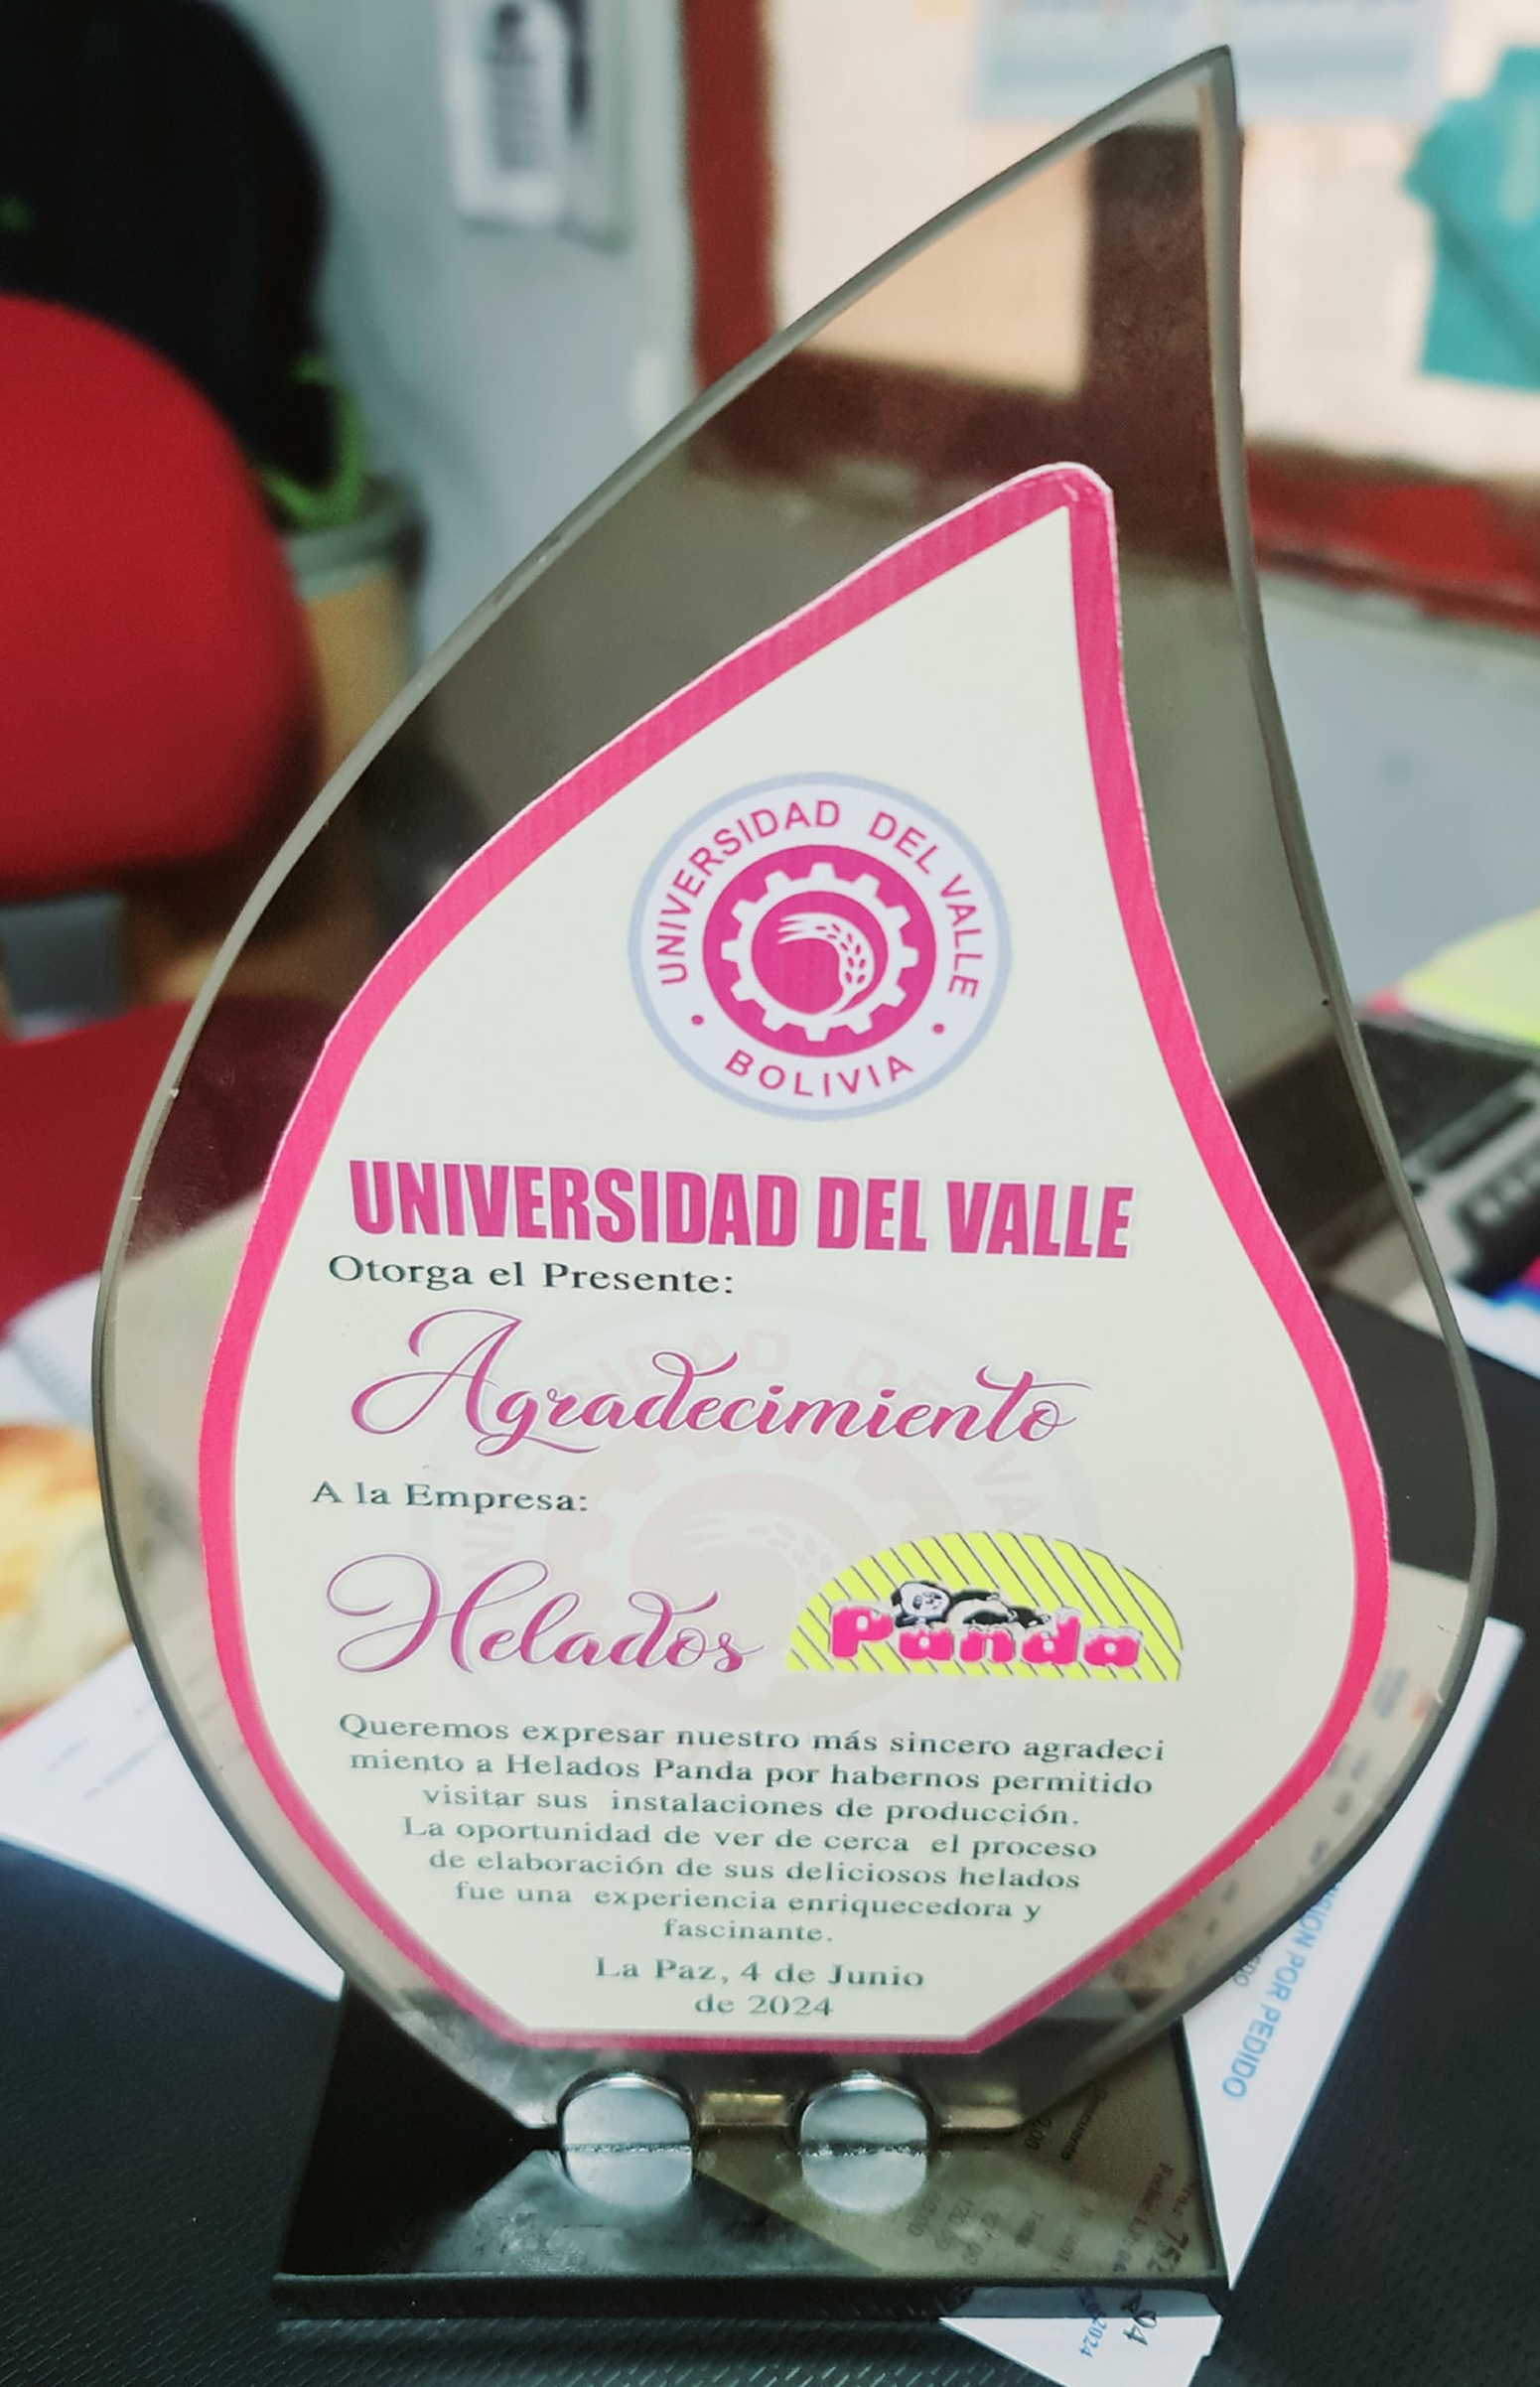 UNIVERSIDAD DEL VALLE
BOLIVIA
UNIVERSIDAD DEL VALLE
Otorga el Presente:
Agradecimiento
A la Empresa:
Helados Panda
Queremos expresar nuestro más sincero agradeci
miento a Helados Panda por habernos permitido
visitar sus instalaciones de producción.
La oportunidad de ver de cerca el proceso
de elaboración de sus deliciosos helados
fue una experiencia enriquecedora y
fascinante.
La Paz, 4 de Junio
de 2024
POR PEDIDO